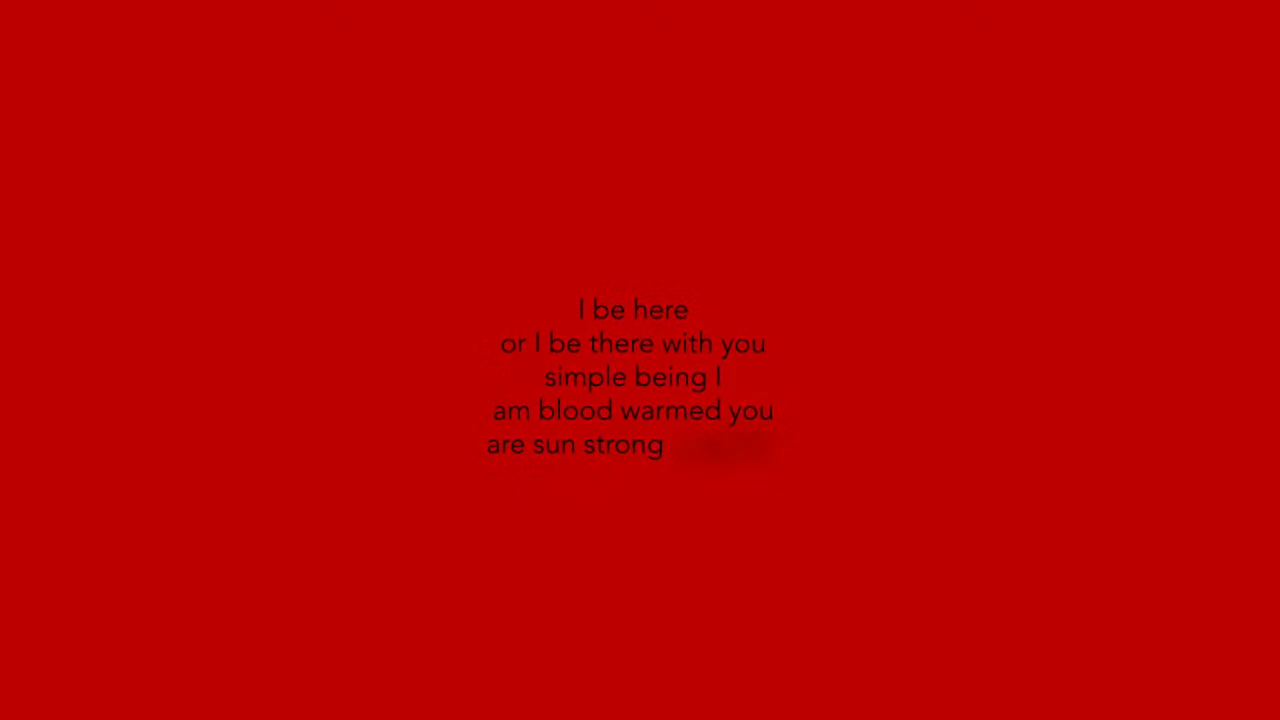 I be here
or I be there with you
simple being I
am blood warmed you
are sun strong